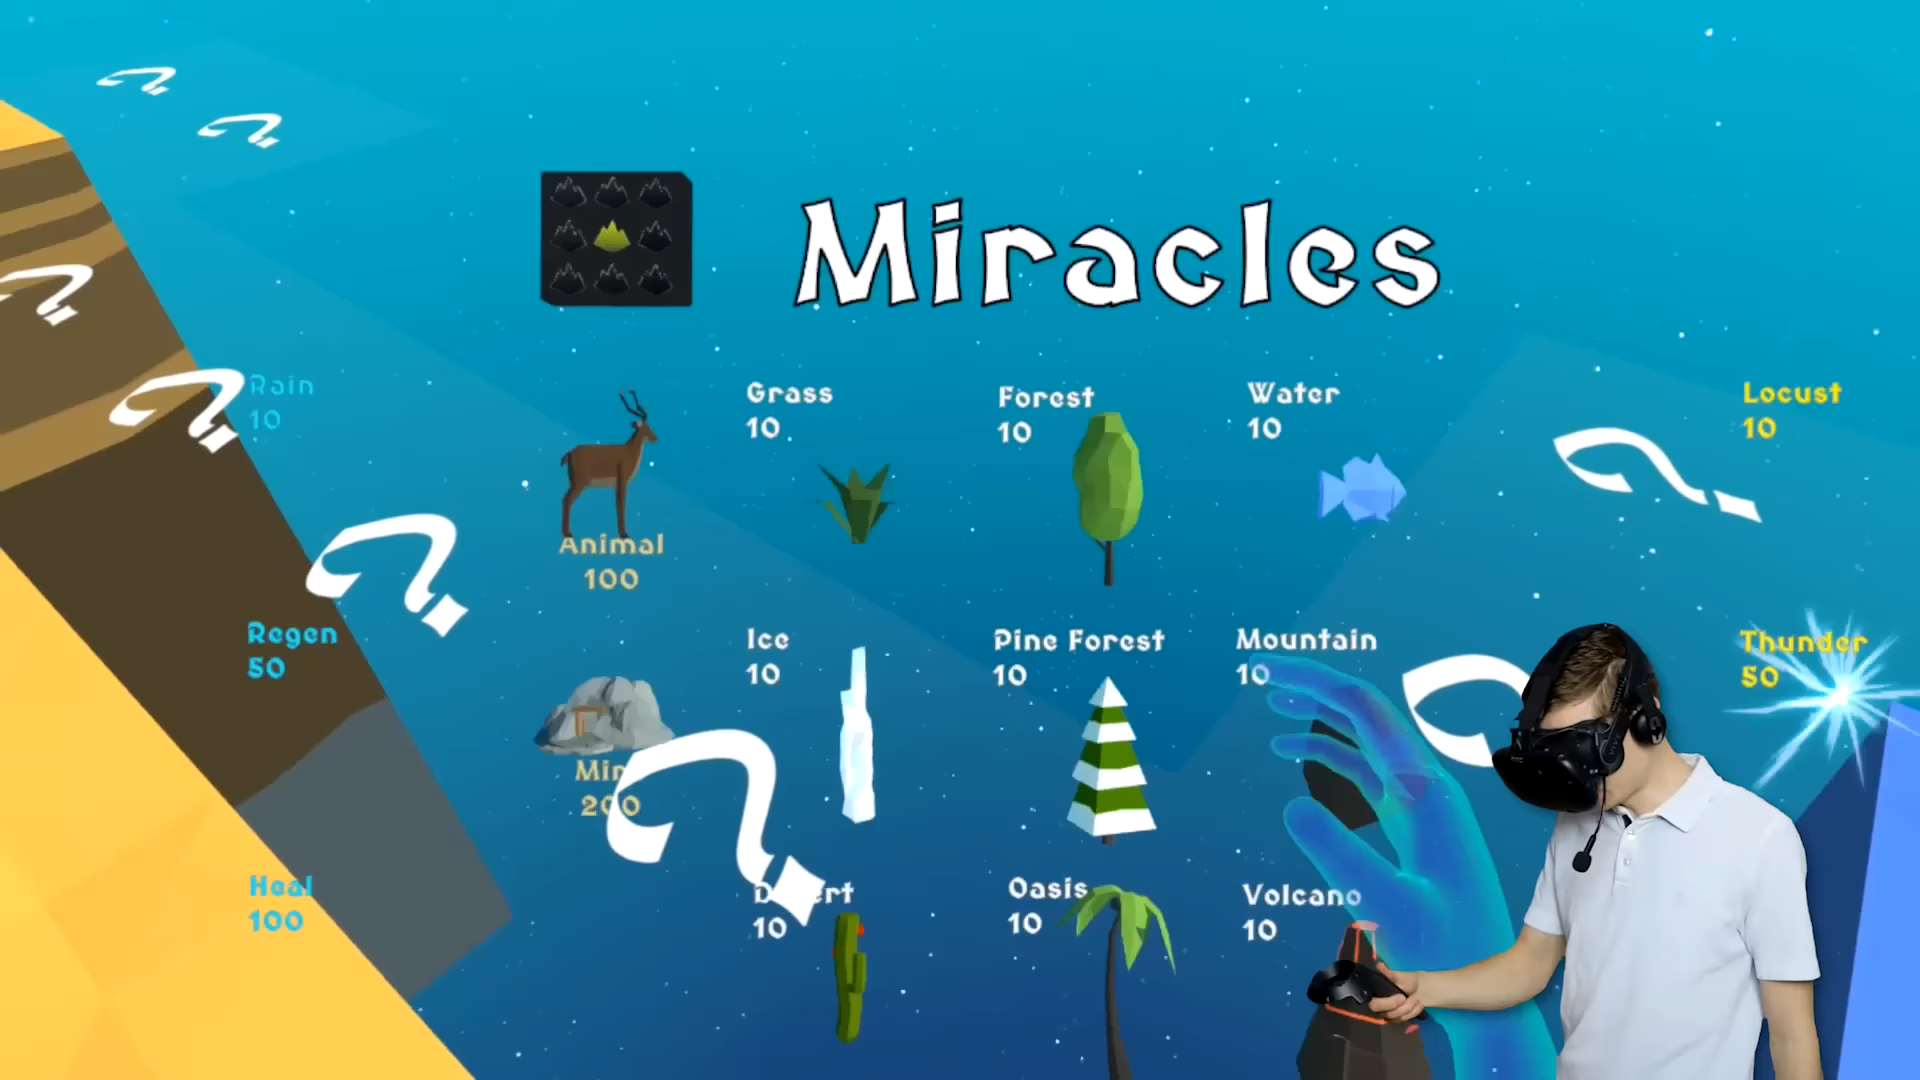 Miracles
Rain
10
Grass
10
Forest
10
Water
10
Locust
10
Animal
100
Regen
50
Ice
10
Pine Forest
10
Mountain
10
Thunder
50
200
Heal
100
10
Oasis
10
Volcano
10